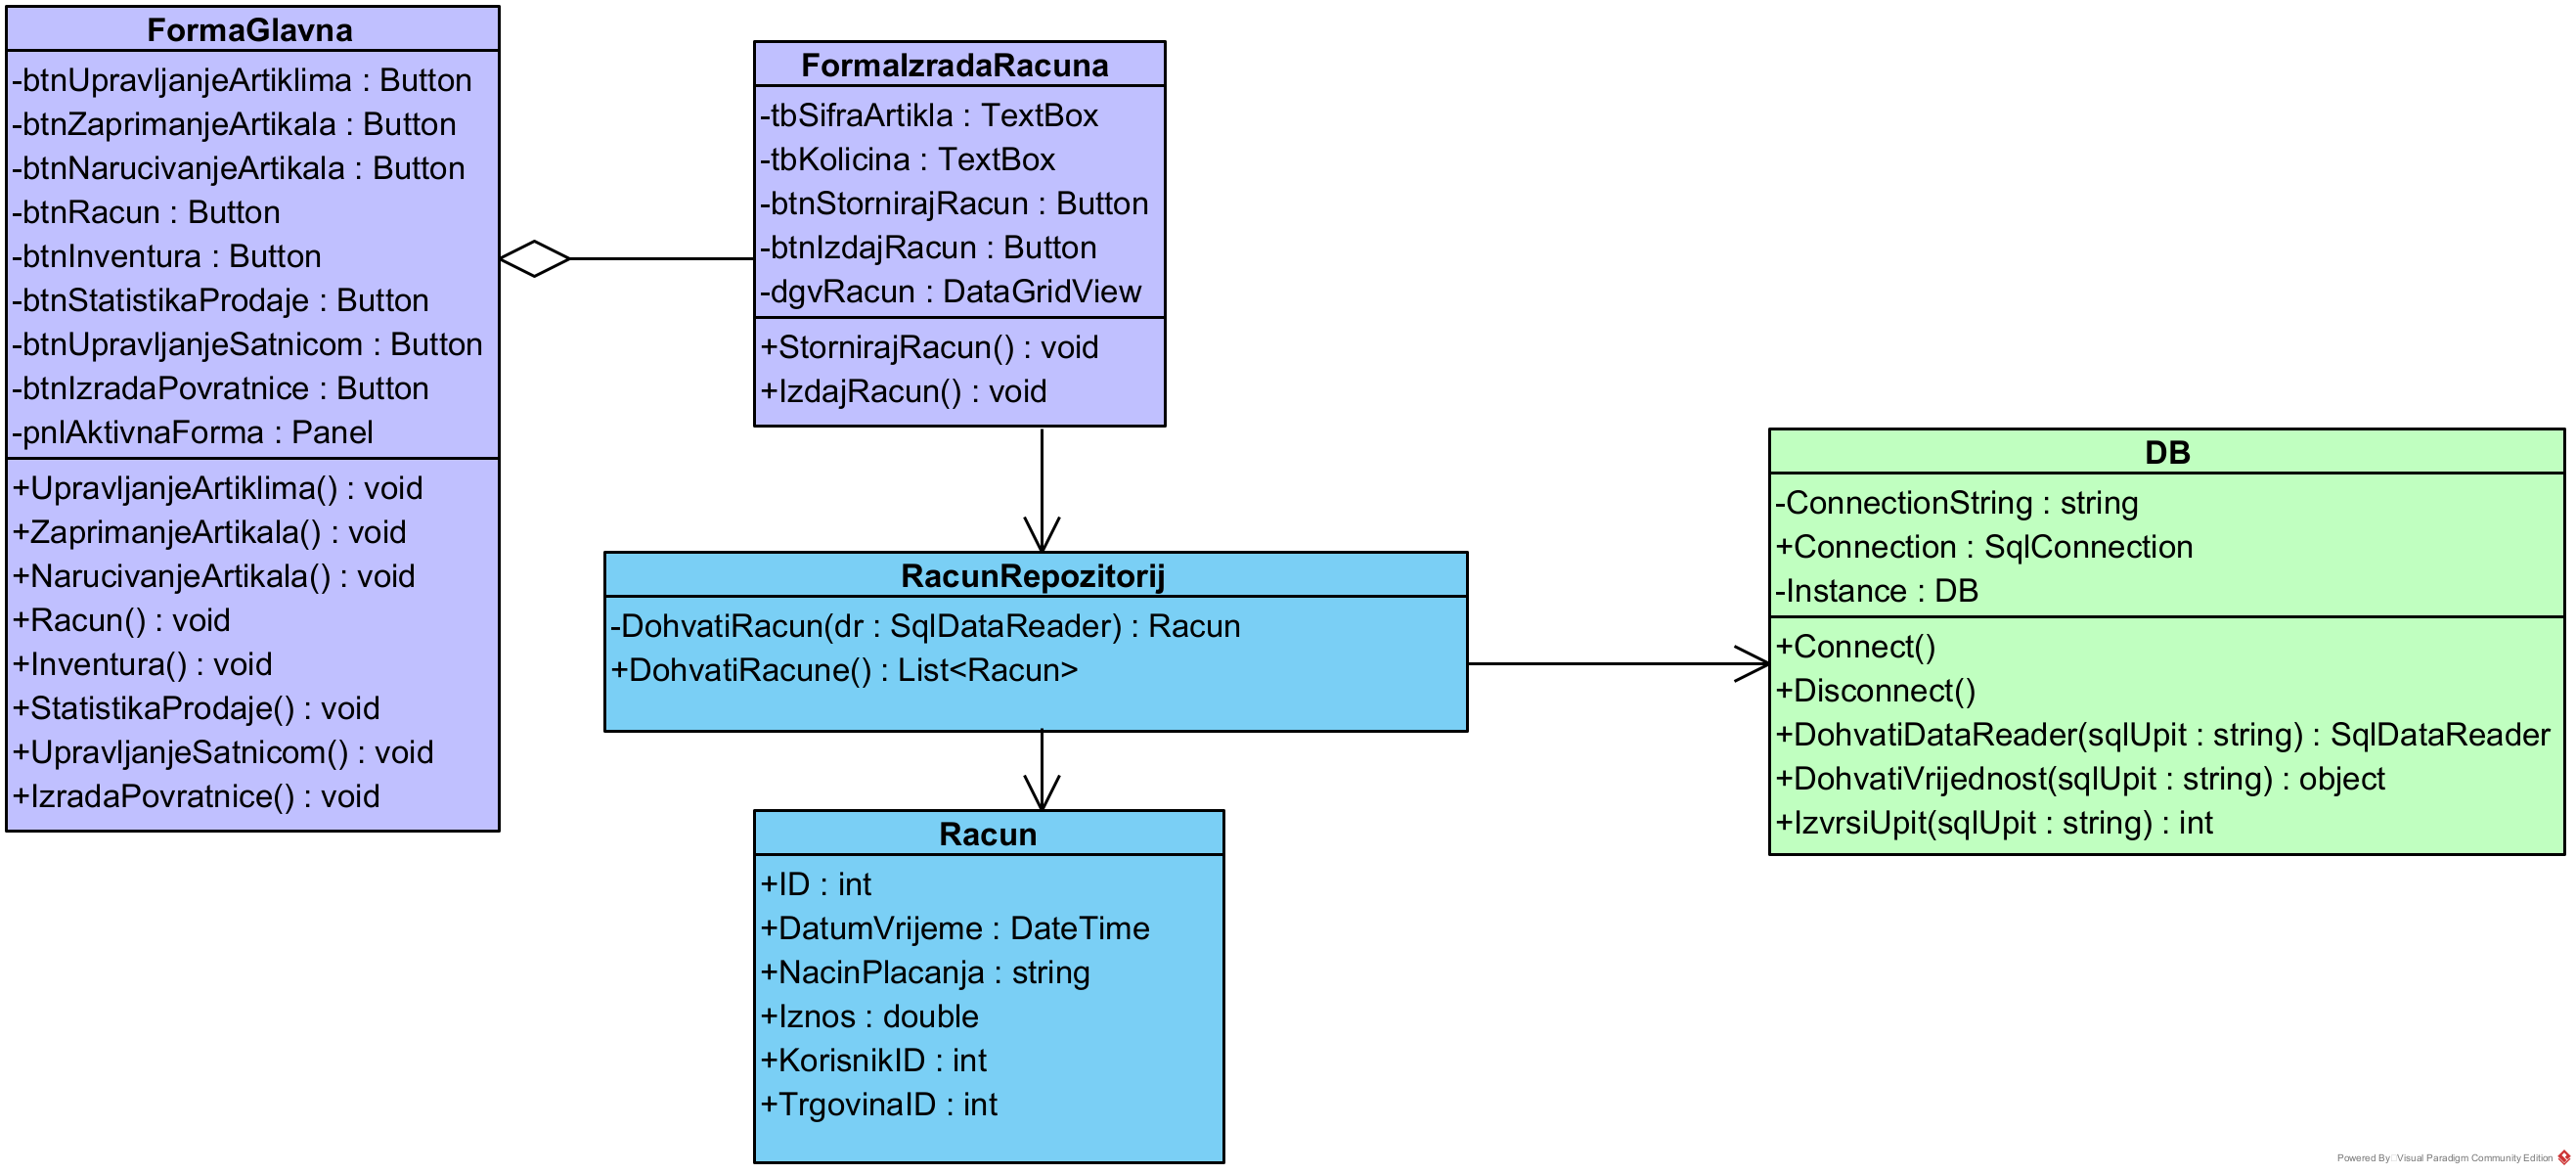 FormaGlavna
-btnUpravljanjeArtiklima : Button
-btnZaprimanjeArtikala : Button
-btnNarucivanjeArtikala : Button
-btnRacun : Button
-btnInventura : Button
-btnStatistikaProdaje : Button
-btnUpravljanjeSatnicom : Button
-btnIzradaPovratnice : Button
-pnlAktivnaForma : Panel
+UpravljanjeArtiklima() : void
+ZaprimanjeArtikala() : void
+NarucivanjeArtikala() : void
+Racun() : void
+Inventura() : void
+StatistikaProdaje() : void
+UpravljanjeSatnicom() : void
+IzradaPovratnice() : void
FormaIzradaRacuna
-tbSifraArtikla : TextBox
-tbKolicina : TextBox
-btnStornirajRacun : Button
-btnIzdajRacun : Button
-dgvRacun : DataGridView
+StornirajRacun() : void
+IzdajRacun() : void
RacunRepozitorij
-DohvatiRacun(dr : SqlDataReader) : Racun
+DohvatiRacune() : List<Racun>
Racun
+ID : int
+DatumVrijeme : DateTime
+NacinPlacanja : string
+Iznos : double
+KorisnikID : int
+TrgovinaID : int
DB
-ConnectionString : string
+Connection : SqlConnection
-Instance : DB
+Connect()
+Disconnect()
+DohvatiDataReader(sqlUpit : string) : SqlDataReader
+DohvatiVrijednost(sqlUpit : string) : object
+IzvrsiUpit(sqlUpit : string) : int
Powered By Visual Paradigm Community Edition